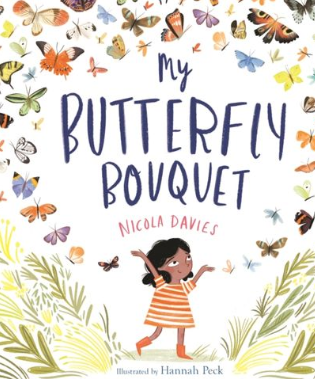 My
BUTTERFLY
BOUQUET
NICOLA DAVIES
Illustrated by Hannah Peck